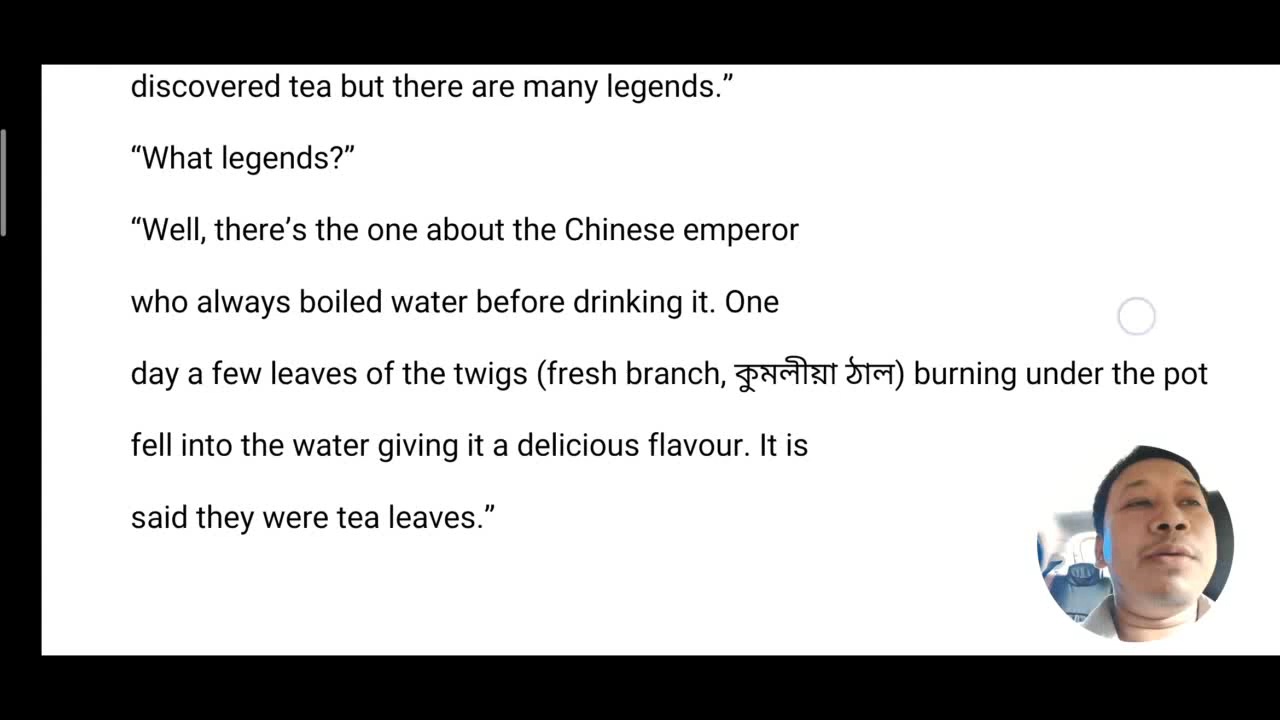 discovered tea but there are many legends.”
“What legends?”
“Well, there’s the one about the Chinese emperor
who always boiled water before drinking it. One
day a few leaves of the twigs (fresh branch, কুমলীয়া ঠাল) burning under the pot
fell into the water giving it a delicious flavour. It is
said they were tea leaves.”